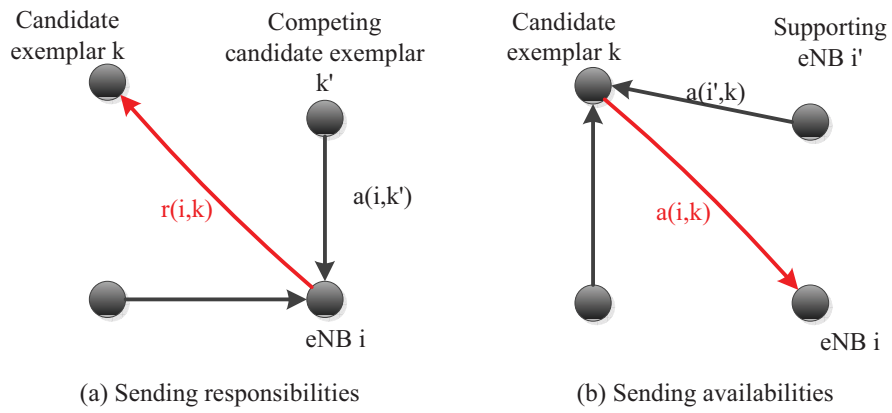 Candidate
exemplar k
Competing
candidate exemplar
k'
r(i,k)
a(i,k')
eNB i
(a) Sending responsibilities
Candidate
exemplar k
Supporting
eNB i'
a(i',k)
a(i,k)
eNB i
(b) Sending availabilities